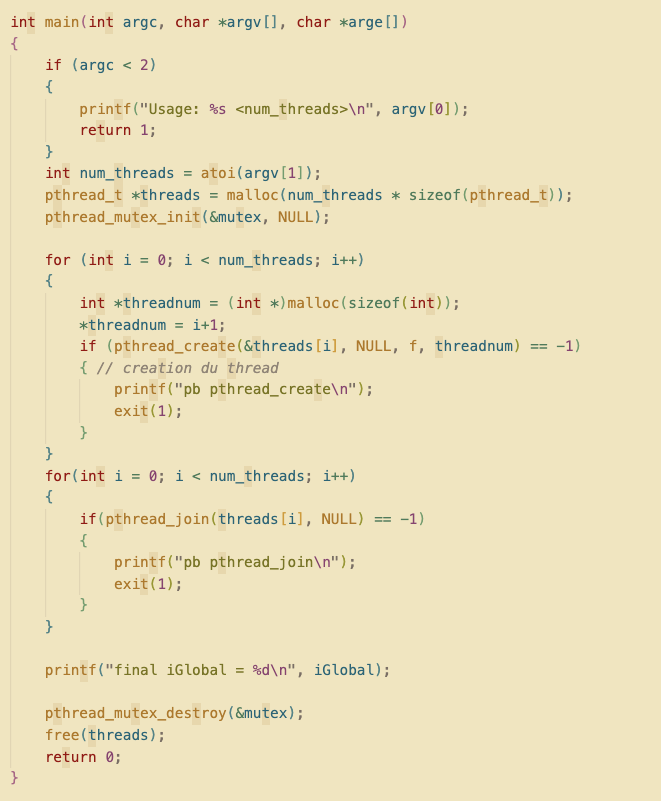 int main(int argc, char *argv[], char *arge[])
{
    if (argc < 2)
    {
        printf("Usage: %s <num_threads>\n", argv[0]);
        return 1;
    }
    int num_threads = atoi(argv[1]);
    pthread_t *threads = malloc(num_threads * sizeof(pthread_t));
    pthread_mutex_init(&mutex, NULL);

    for (int i = 0; i < num_threads; i++)
    {
        int *threadnum = (int *)malloc(sizeof(int));
        *threadnum = i+1;
        if (pthread_create(&threads[i], NULL, f, threadnum) == -1)
        { // creation du thread
            printf("pb pthread_create\n");
            exit(1);
        }
    }
    for(int i = 0; i < num_threads; i++)
    {
        if(pthread_join(threads[i], NULL) == -1)
        {
            printf("pb pthread_join\n");
            exit(1);
        }
    }

    printf("final iGlobal = %d\n", iGlobal);

    pthread_mutex_destroy(&mutex);
    free(threads);
    return 0;
}